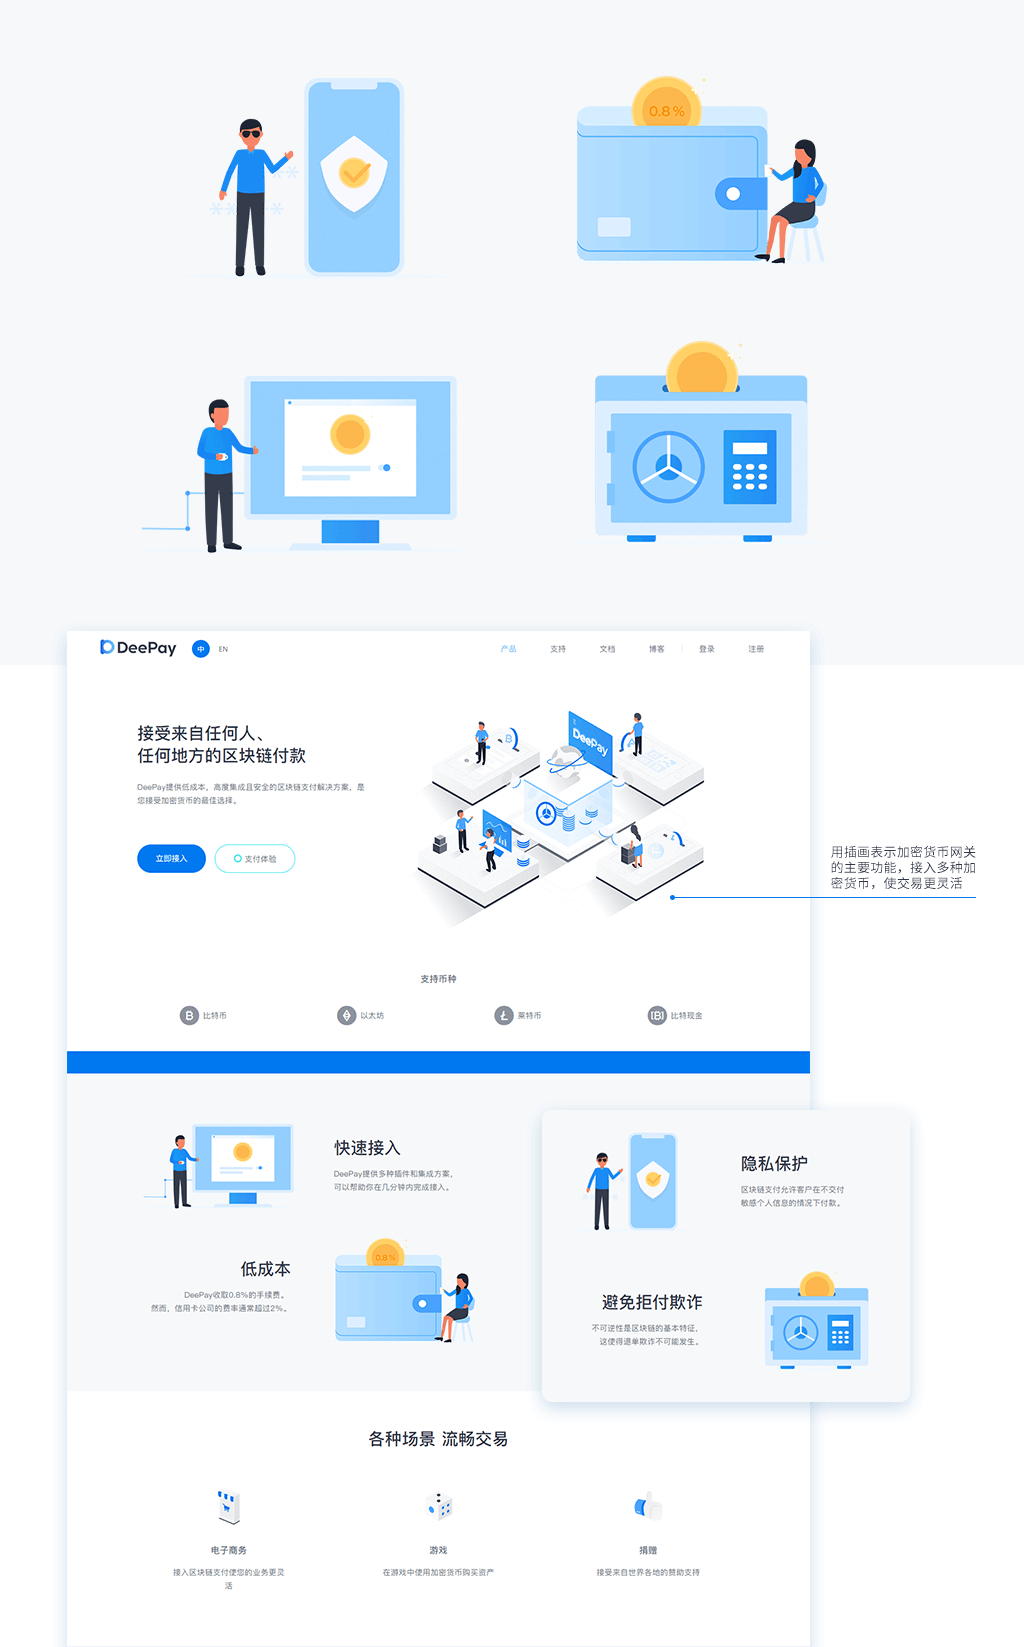 0.8%
DeePay
中
EN
产品
支持
文档
博客
登录
注册
接受来自任何人、
任何地方的区块链付款
DeePay提供低成本，高度集成且安全的区块链支付解决方案，是
您接受加密货币的最佳选择。
立即接入
支付体验
DeePay
B
用插画表示加密货币网关
的主要功能，接入多种加
密货币，使交易更灵活
支持币种
比特币
以太坊
莱特币
比特现金
快速接入
DeePay提供多种插件和集成方案，
可以帮助你在几分钟内完成接入。
隐私保护
区块链支付允许客户在不交付
敏感个人信息的情况下付款。
低成本
DeePay收取0.8%的手续费。
然而，信用卡公司的费率通常超过2%。
0.8%
避免拒付欺诈
不可逆性是区块链的基本特征，
这使得退单欺诈不可能发生。
各种场景 流畅交易
电子商务
接入区块链支付使您的业务更灵
活
游戏
在游戏中使用加密货币购买资产
捐赠
接受来自世界各地的赞助支持